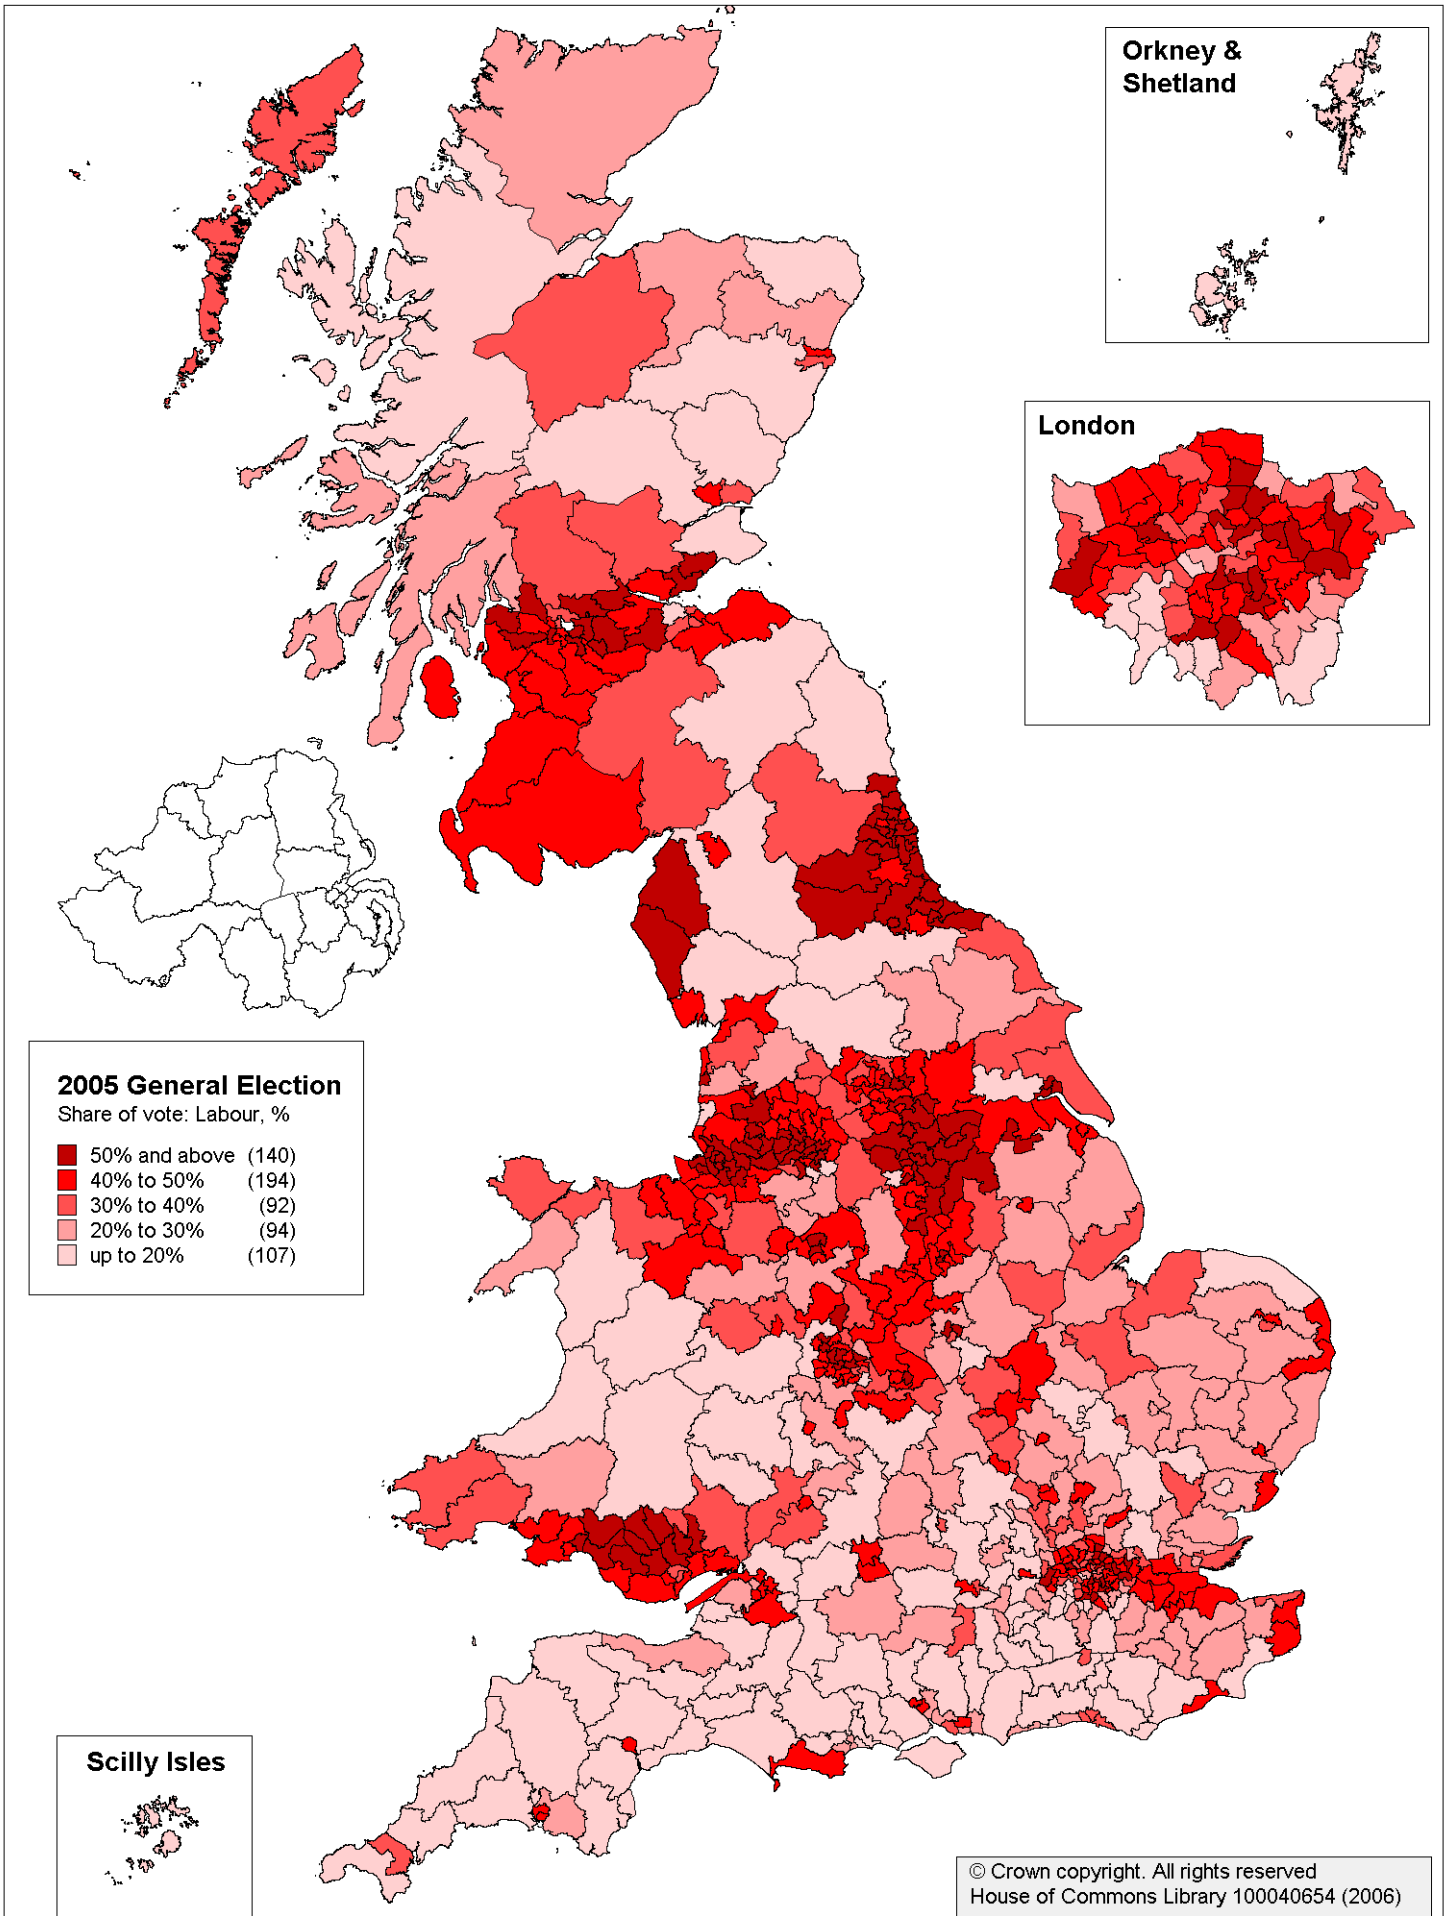 Orkney &
Shetland
London
2005 General Election
Share of vote: Labour, %
50% and above (140)
40% to 50% (194)
30% to 40% (92)
20% to 30% (94)
up to 20% (107)
Scilly Isles
© Crown copyright. All rights reserved
House of Commons Library 100040654 (2006)